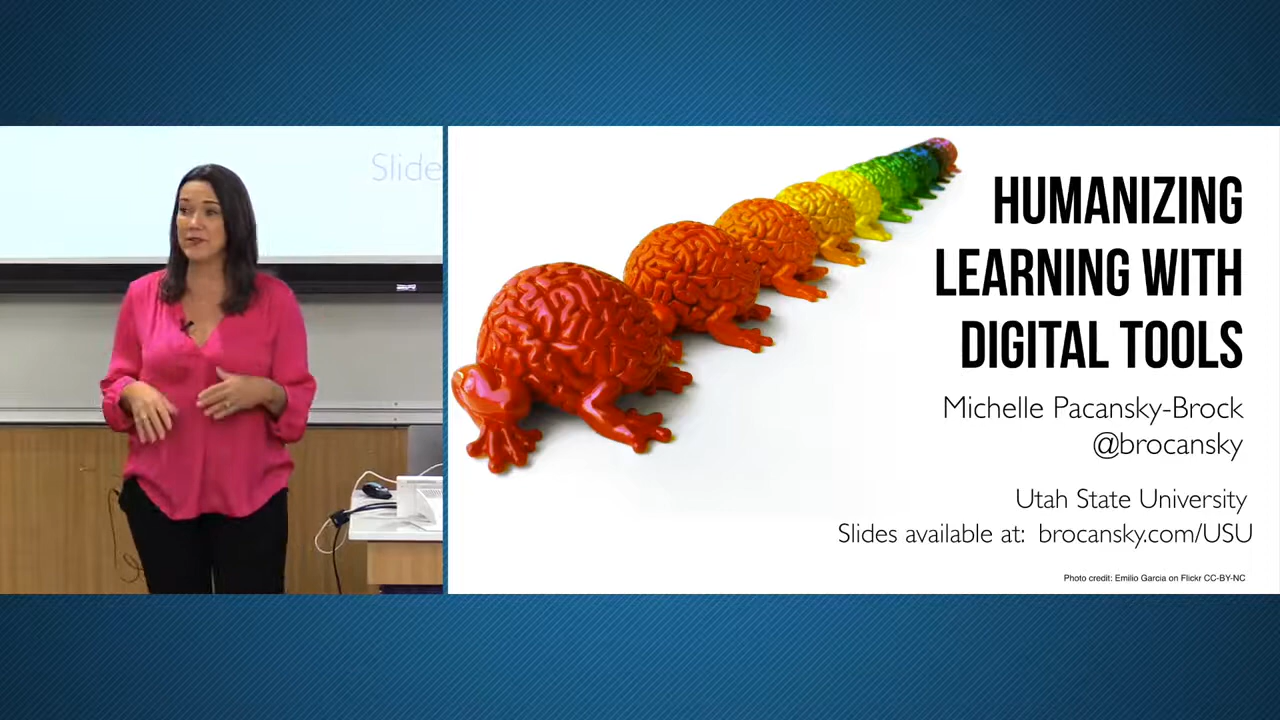 Slide
HUMANIZING
LEARNING WITH
DIGITAL TOOLS
Michelle Pacansky-Brock
@brocansky
Utah State University
Slides available at: brocansky.com/USU
Photo credit: Emilio Garcia on Flickr CC-BY-NC